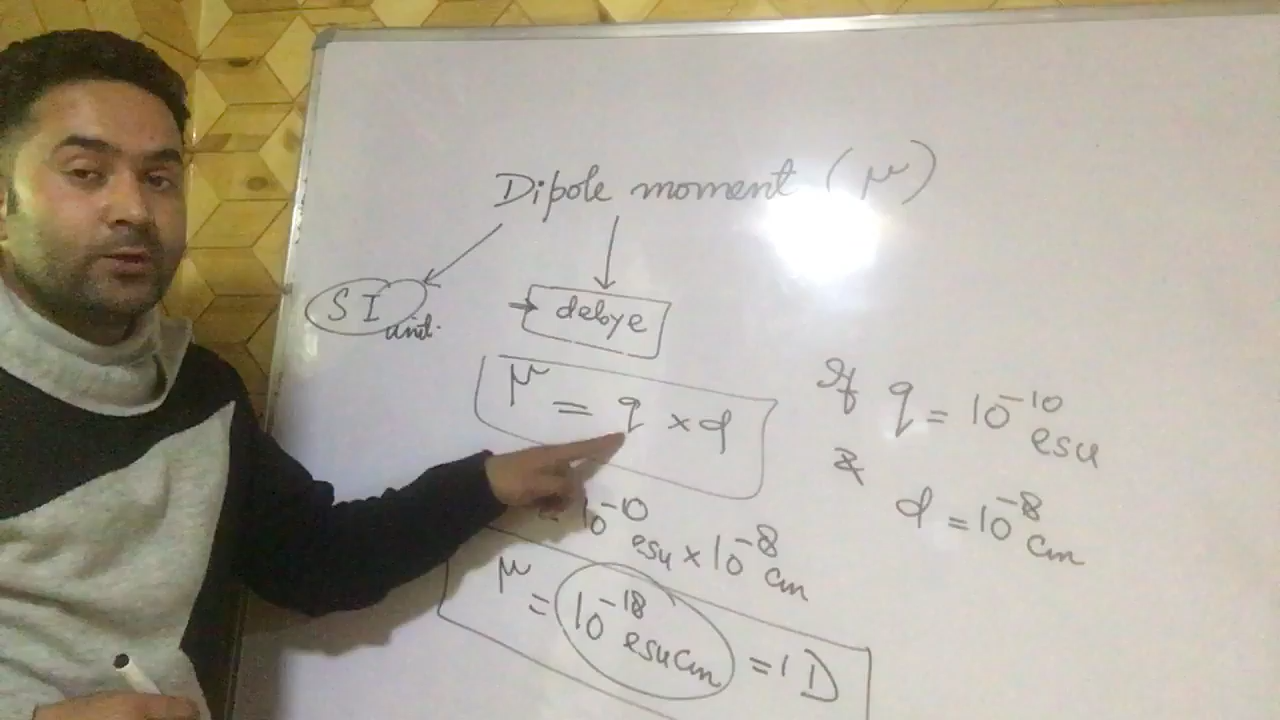 Dipole moment (μ)
SI unit.
debye
μ = q × d
If q = 10⁻¹⁰ esu
& d = 10⁻⁸ cm
= 10⁻¹⁰ esu × 10⁻⁸ cm
μ = 10⁻¹⁸ esu cm = 1 D